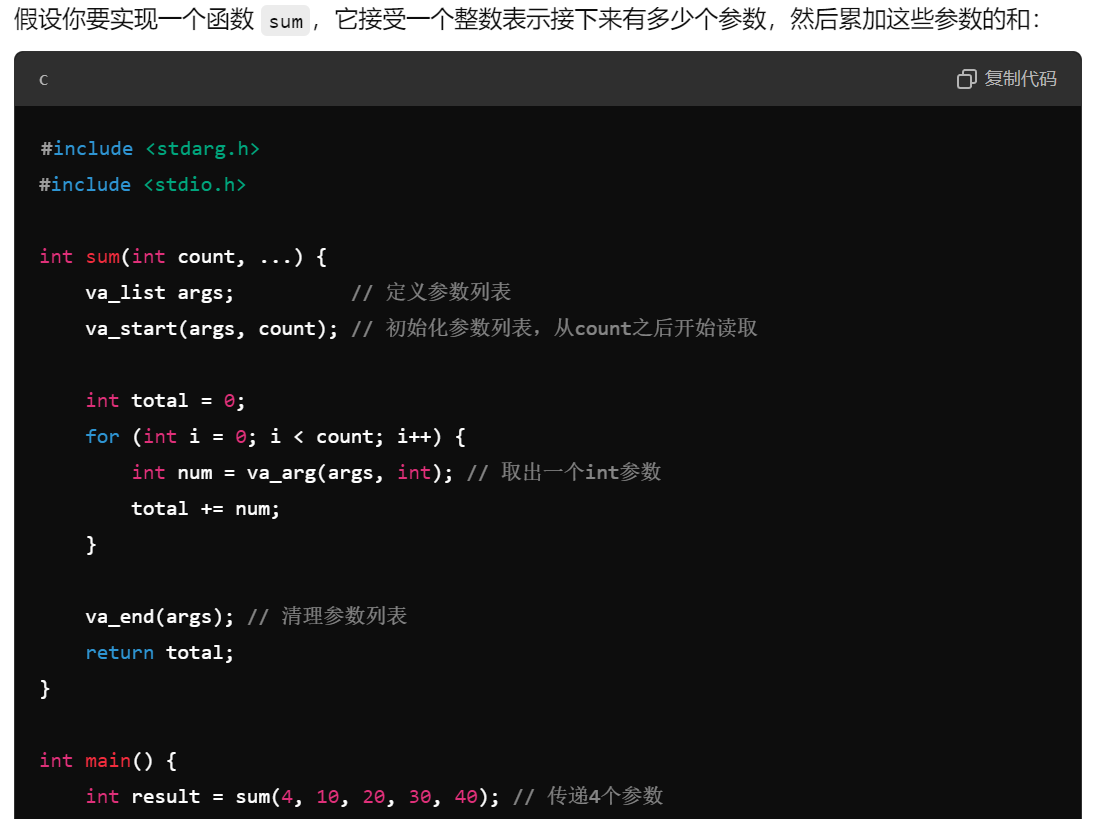 假设你要实现一个函数 sum，它接受一个整数表示接下来有多少个参数，然后累加这些参数的和：
c 复制代码
#include <stdarg.h>
#include <stdio.h>
int sum(int count, ...) {
    va_list args;          // 定义参数列表
    va_start(args, count); // 初始化参数列表，从count之后开始读取
    int total = 0;
    for (int i = 0; i < count; i++) {
        int num = va_arg(args, int); // 取出一个int参数
        total += num;
    }
    va_end(args); // 清理参数列表
    return total;
}
int main() {
    int result = sum(4, 10, 20, 30, 40); // 传递4个参数